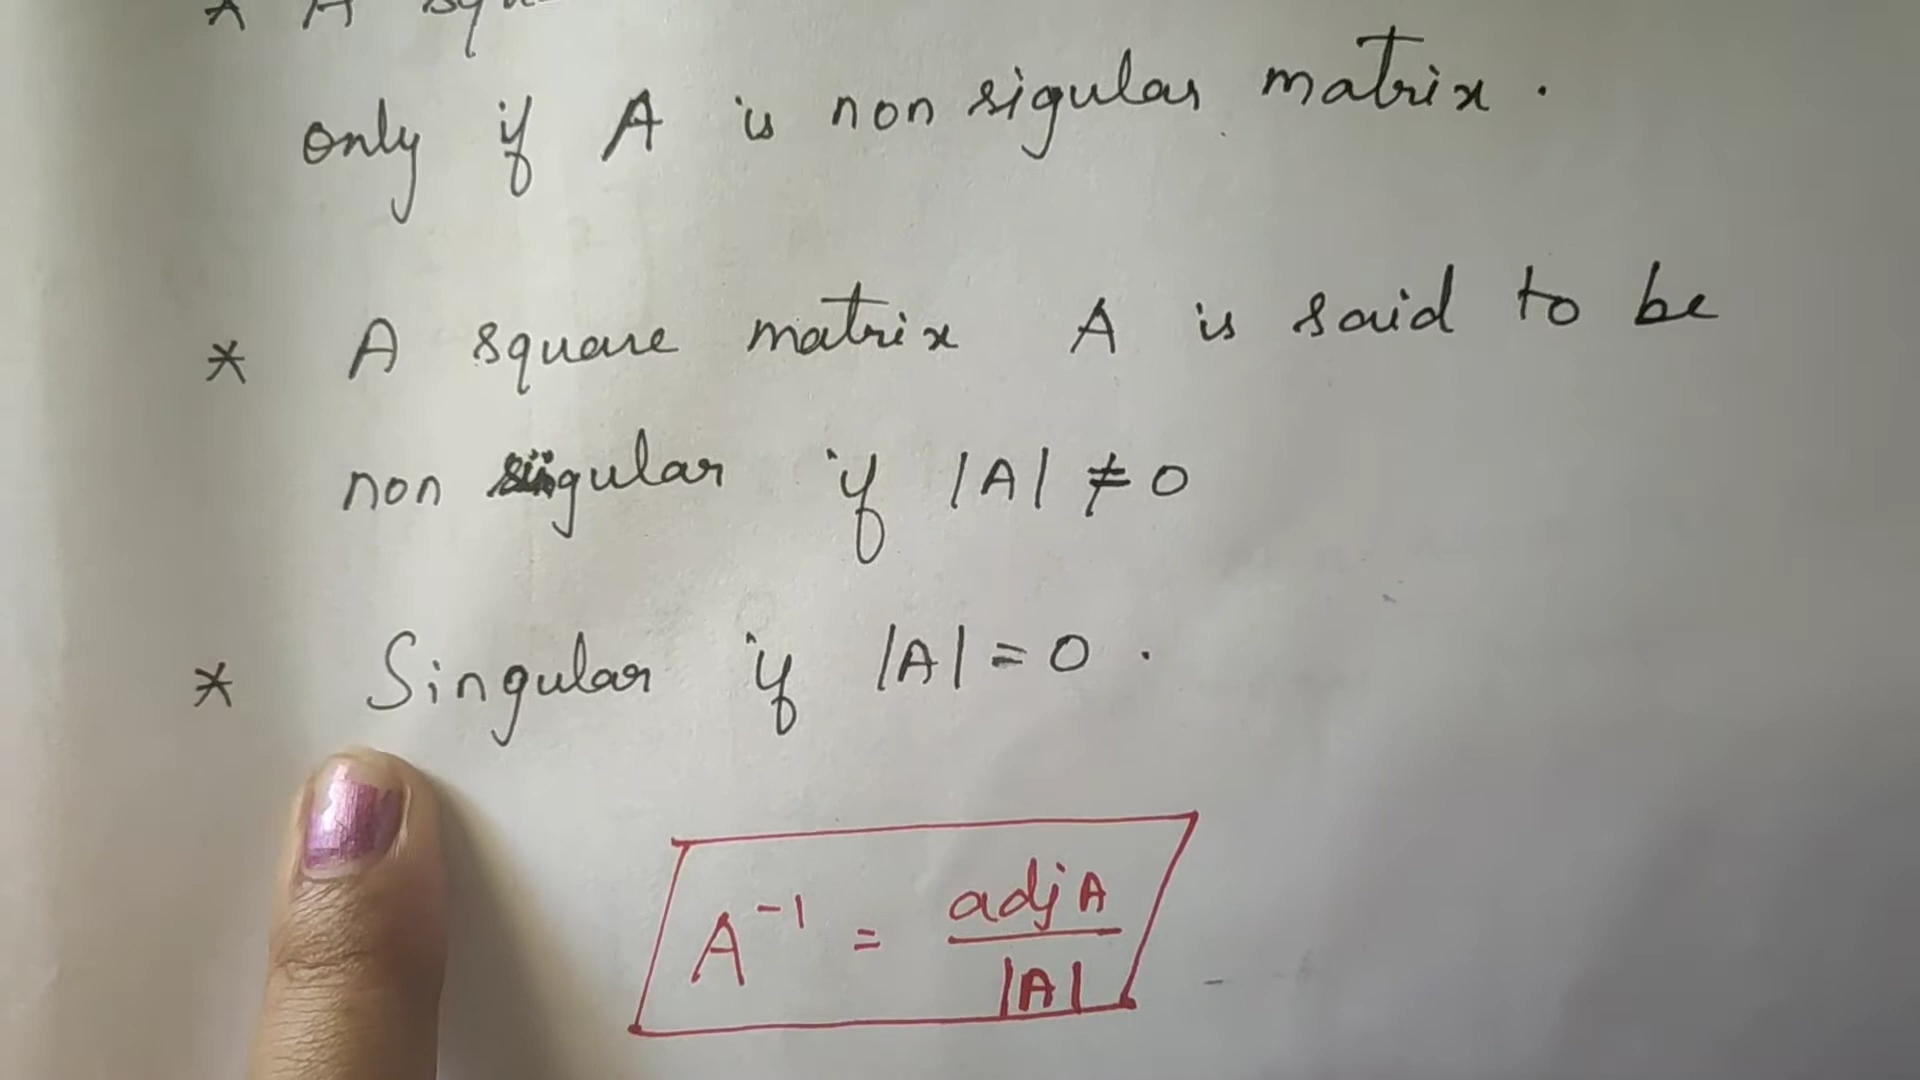 * A squ
only if A is non sigular matrix.
* A square matrix A is said to be
non singular if |A| ≠ 0
* Singular if |A| = 0.
A⁻¹ = adj A / |A|